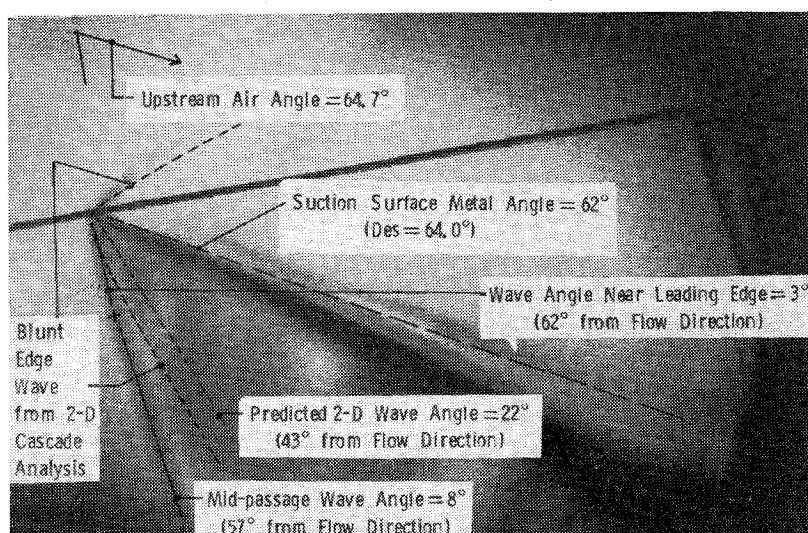 Upstream Air Angle = 64.7°
Suction Surface Metal Angle = 62°
(Des = 64.0°)
Wave Angle Near Leading Edge = 3°
(62° from Flow Direction)
Blunt
Edge
Wave
from 2-D
Cascade
Analysis
Predicted 2-D Wave Angle = 22°
(43° from Flow Direction)
Mid-passage Wave Angle = 8°
(57° from Flow Direction)